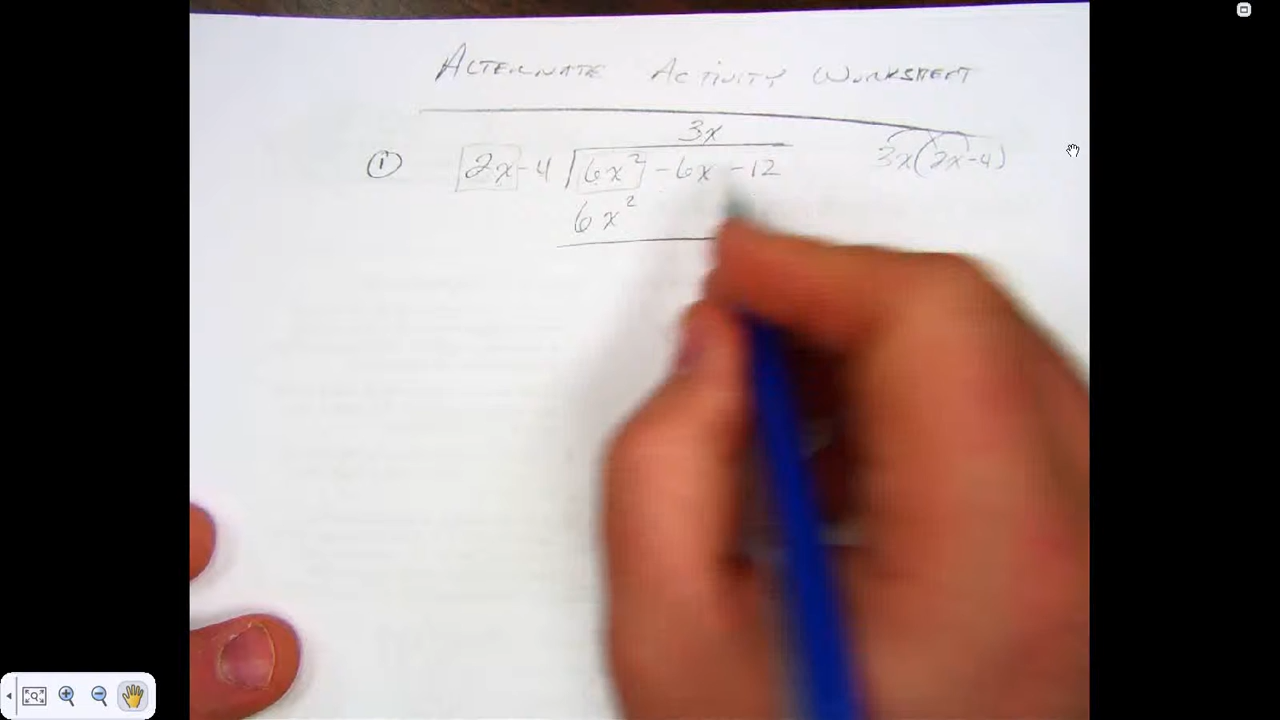 ALTERNATE ACTIVITY WORKSHEET
3x
① 2x-4 6x² -6x -12 3x(2x-4)
6x²